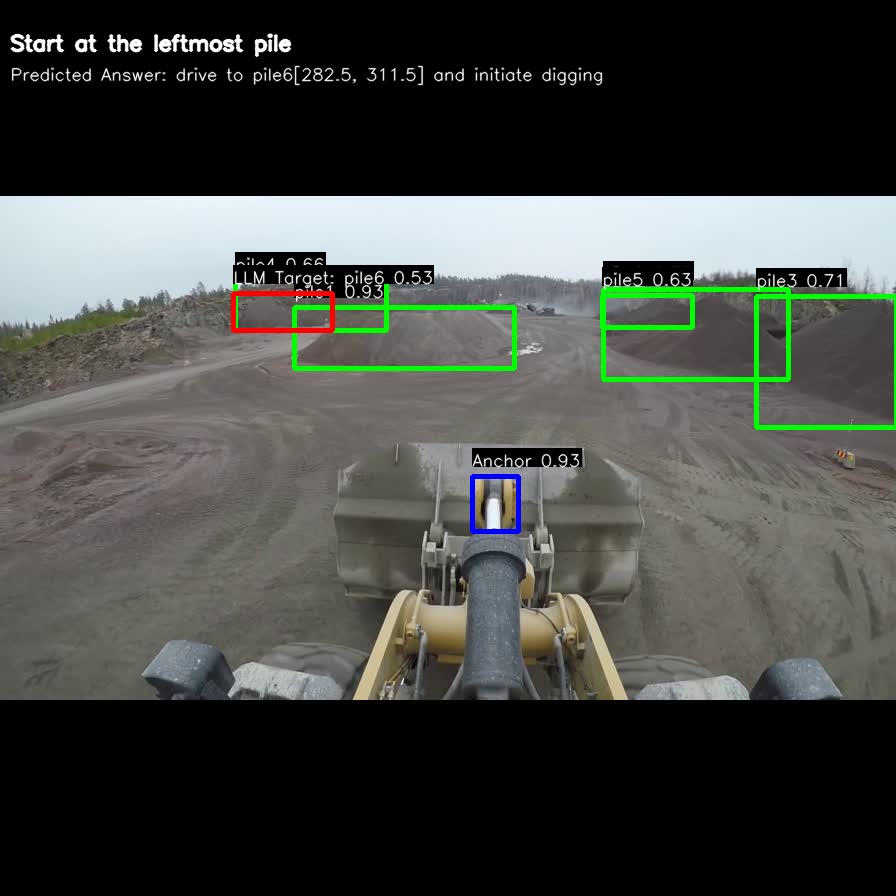 Start at the leftmost pile
Predicted Answer: drive to pile6[282.5, 311.5] and initiate digging
pile4 0.66
LLM Target: pile6 0.53
pile1 0.93
pile5 0.63
pile3 0.71
Anchor 0.93